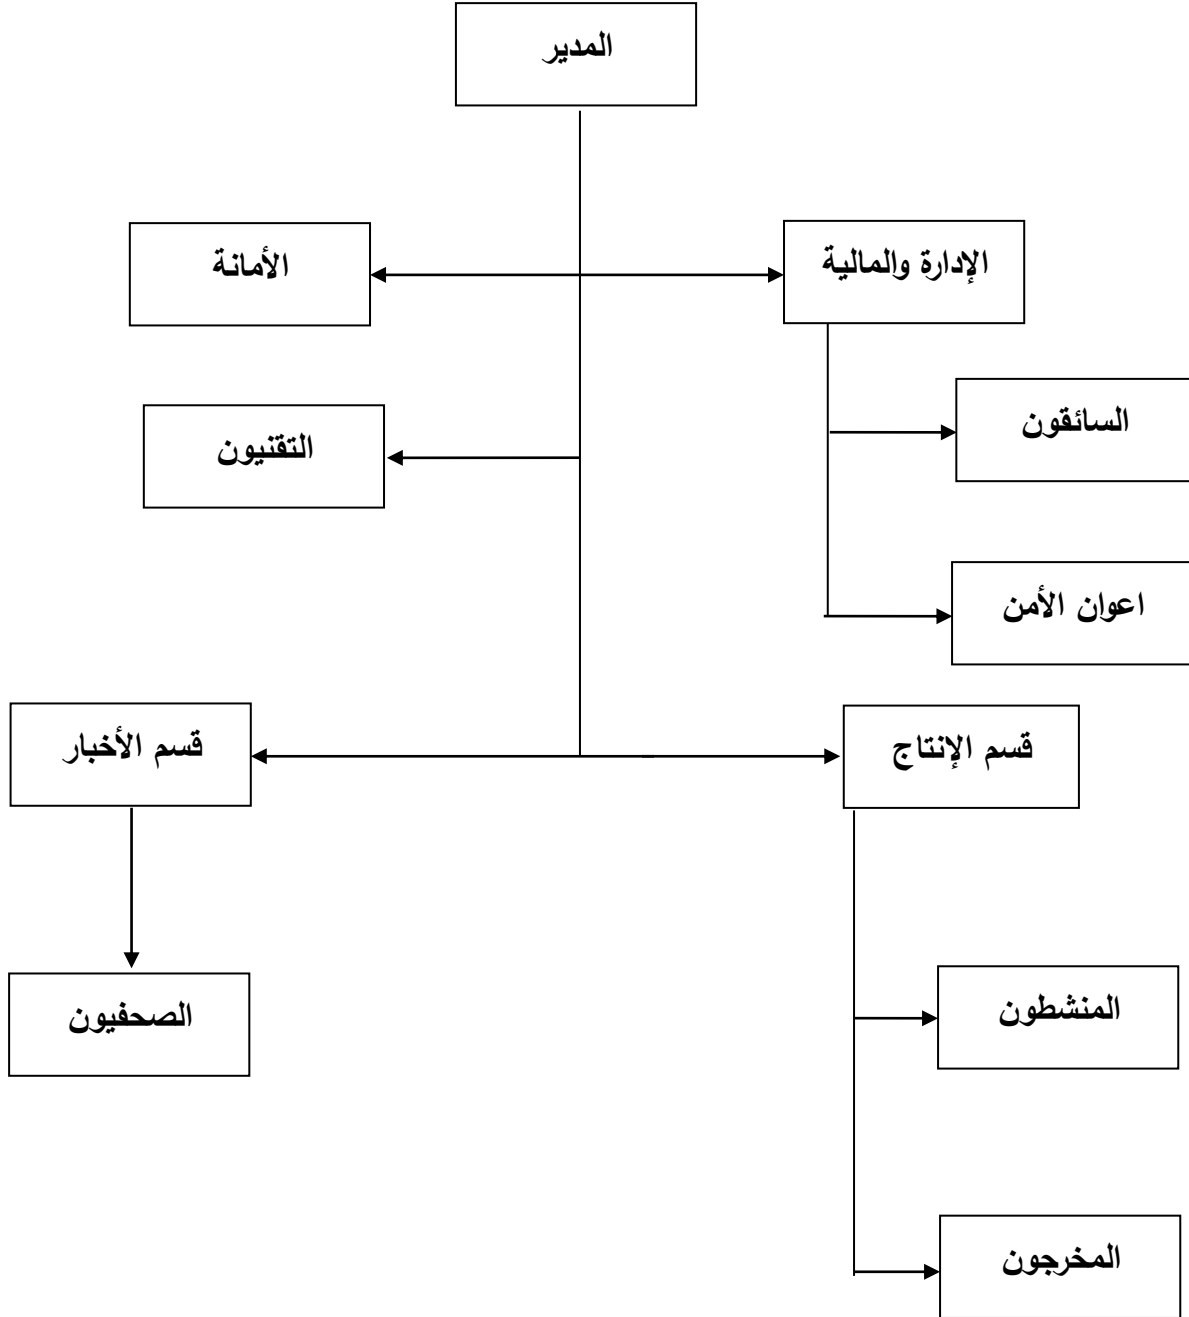 المدير
الإدارة والمالية
الأمانة
السائقون
التقنيون
اعوان الأمن
قسم الإنتاج
قسم الأخبار
المنشطون
الصحفيون
المخرجون